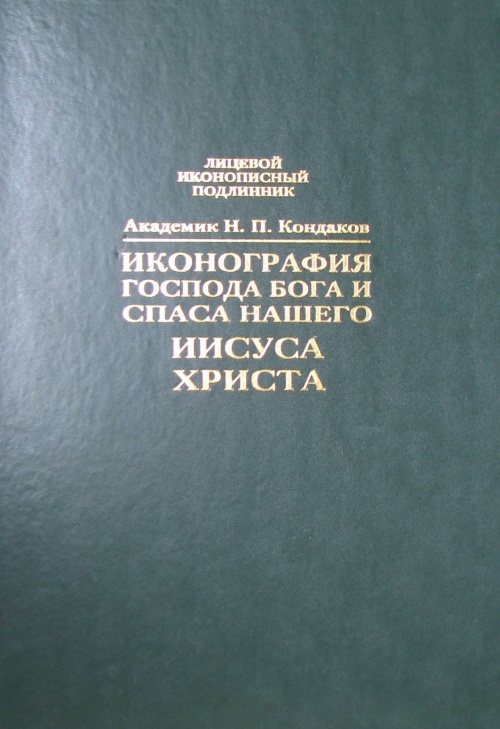 ЛИЦЕВОЙ
ИКОНОПИСНЫЙ
ПОДЛИННИК
Академик Н. П. Кондаков
ИКОНОГРАФИЯ
ГОСПОДА БОГА И
СПАСА НАШЕГО
ИИСУСА
ХРИСТА